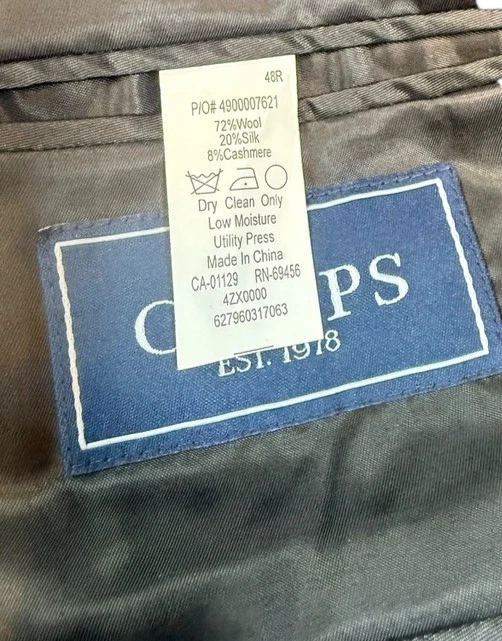 48R
P/O# 4900007621
72%Wool
20%Silk
8%Cashmere
Dry Clean Only
Low Moisture
Utility Press
Made In China
CA-01129 RN-69456
4ZX0000
627960317063
C PS
EST. 1978